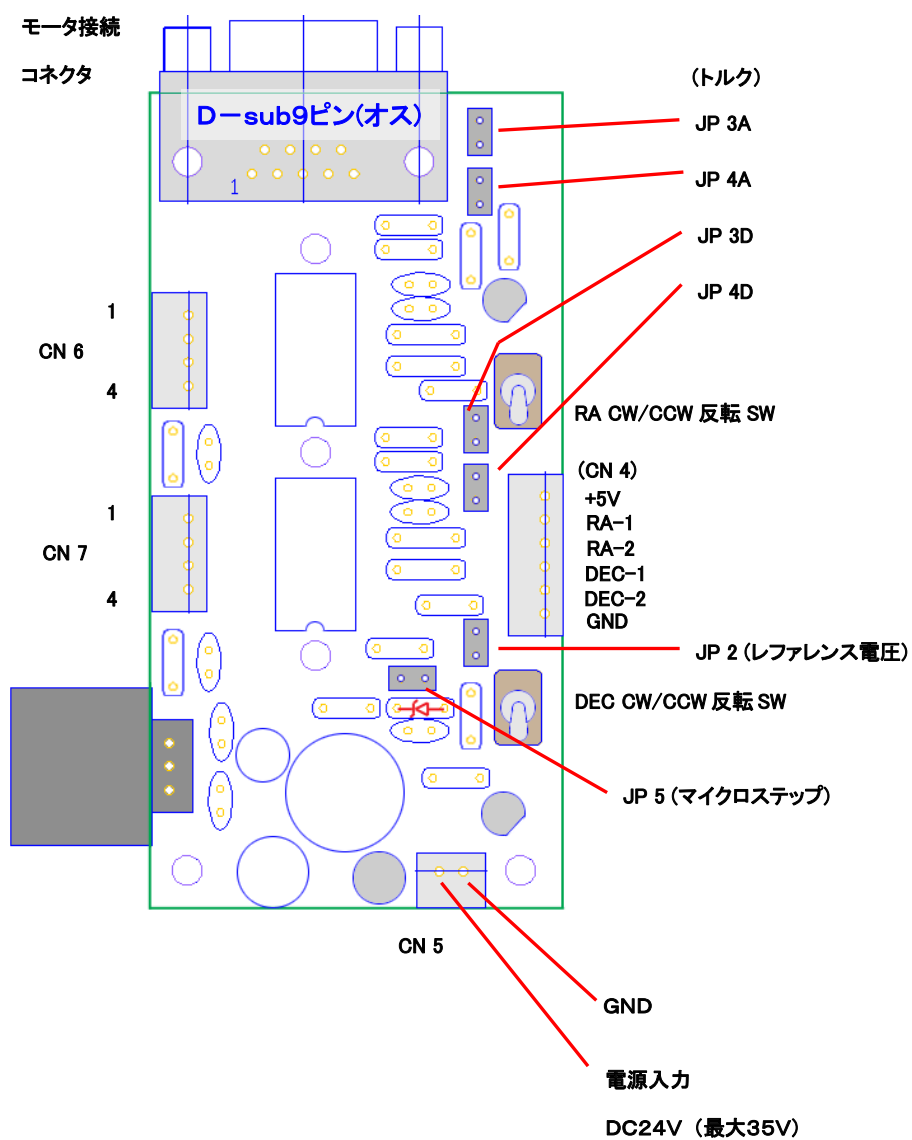 モータ接続
コネクタ
D－sub9ピン(オス)
1
(トルク)
JP 3A
JP 4A
JP 3D
JP 4D
1
CN 6
4
RA CW/CCW 反転 SW
(CN 4)
+5V
RA-1
RA-2
DEC-1
DEC-2
GND
1
CN 7
4
JP 2 (レファレンス電圧)
DEC CW/CCW 反転 SW
JP 5 (マイクロステップ)
CN 5
GND
電源入力
DC24V （最大35V）